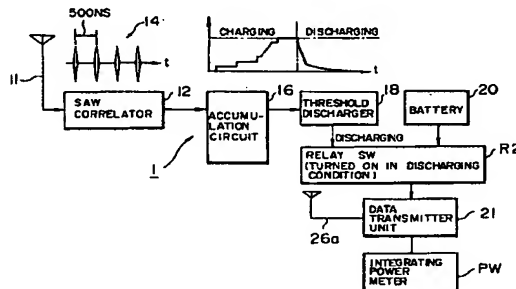 500NS
14
CHARGING
DISCHARGING
t
t
11
12
16
18
20
SAW
CORRELATOR
ACCUMU-
LATION
CIRCUIT
THRESHOLD
DISCHARGER
BATTERY
1
DISCHARGING
R2
RELAY SW
(TURNED ON IN DISCHARGING
CONDITION)
26a
DATA
TRANSMITTER
UNIT
21
INTEGRATING
POWER
METER
PW